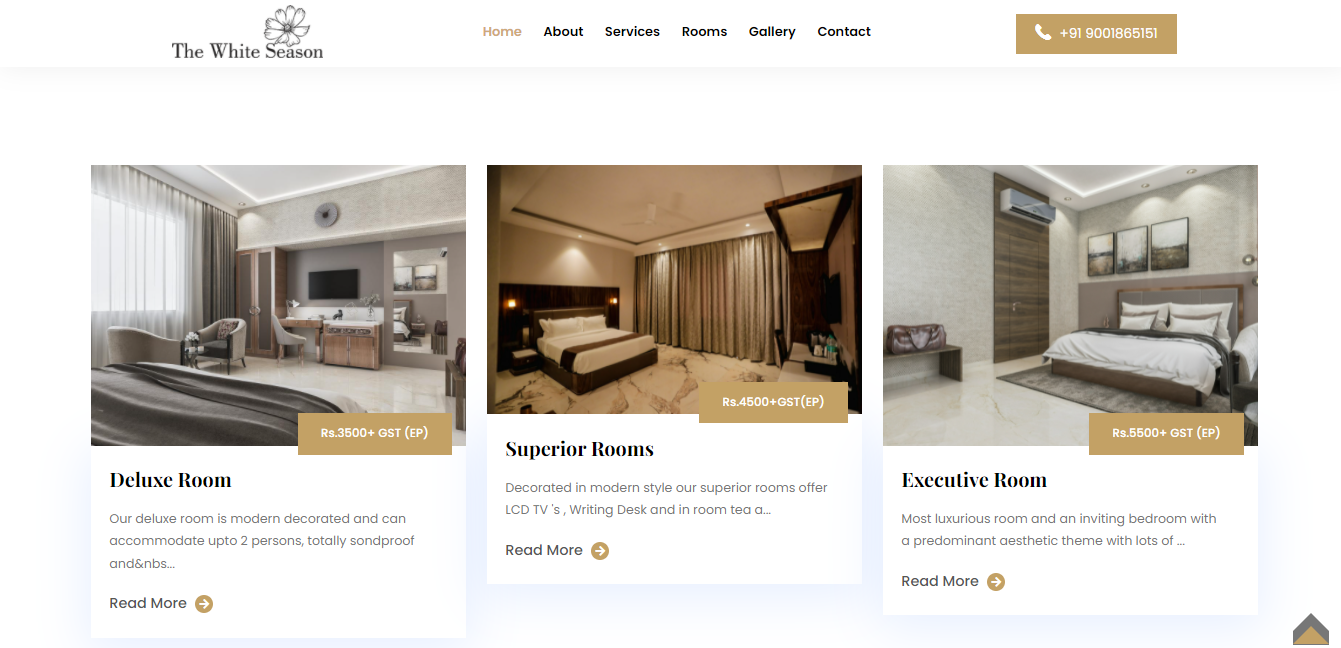 The White Season
Home
About
Services
Rooms
Gallery
Contact
+91 9001865151
Rs.3500+ GST (EP)
Deluxe Room
Our deluxe room is modern decorated and can
accommodate upto 2 persons, totally sondproof
and&nbs...
Read More
Rs.4500+GST(EP)
Superior Rooms
Decorated in modern style our superior rooms offer
LCD TV 's , Writing Desk and in room tea a...
Read More
Rs.5500+ GST (EP)
Executive Room
Most luxurious room and an inviting bedroom with
a predominant aesthetic theme with lots of ...
Read More